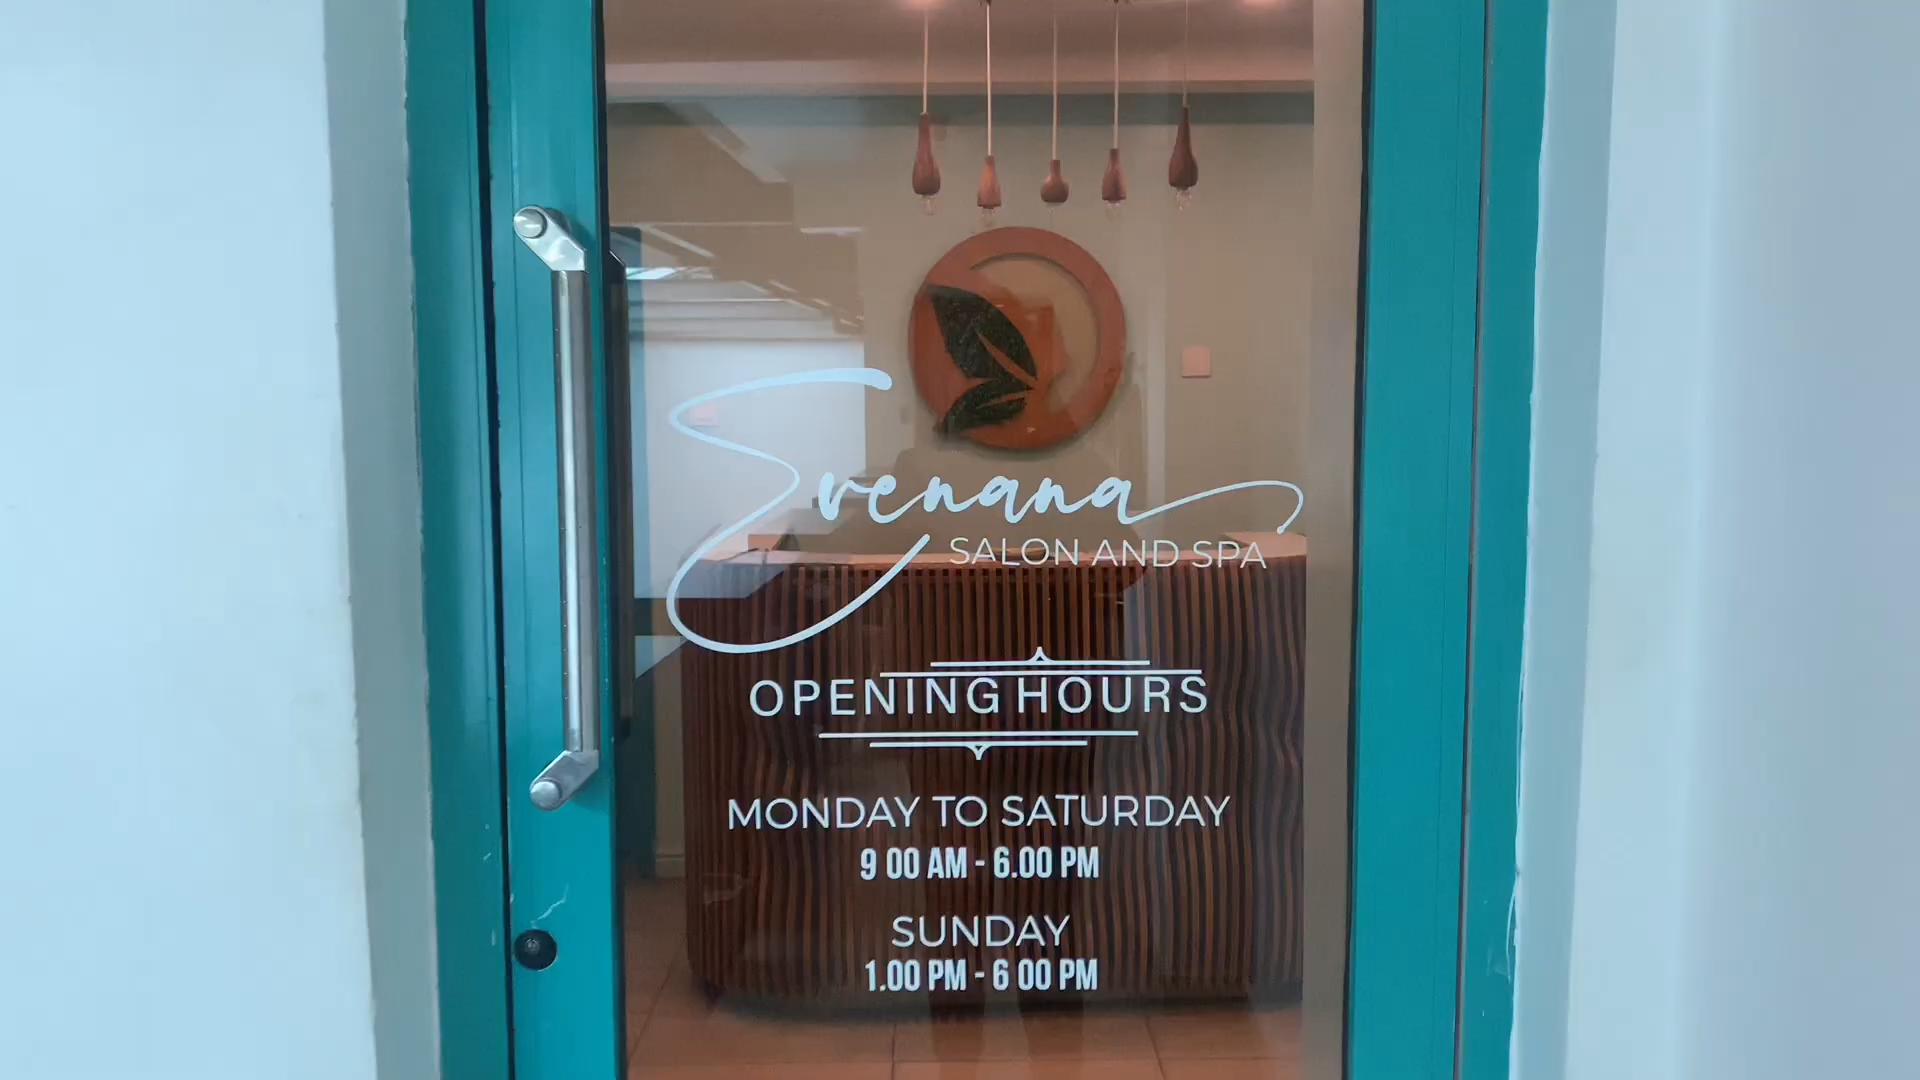 Evenana
SALON AND SPA
OPENING HOURS
MONDAY TO SATURDAY
9 00 AM - 6.00 PM
SUNDAY
1.00 PM - 6 00 PM